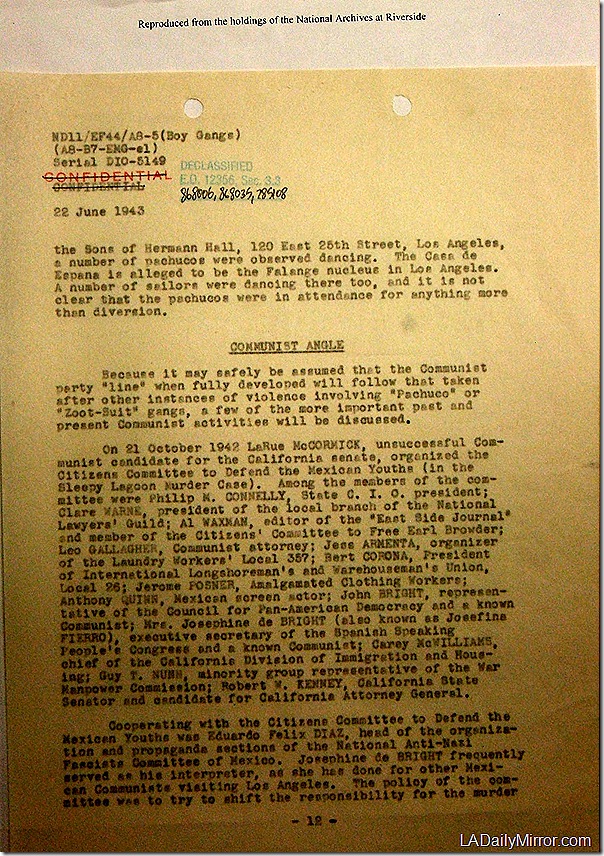 Reproduced from the holdings of the National Archives at Riverside
ND11/EF44/A8-5(Boy Gangs)
(A8-B7-EMG-el)
Serial DIO-5149
CONFIDENTIAL
CONFIDENTIAL
DECLASSIFIED
E.O. 12356, Sec. 3.3
868006, 868035, 785108
22 June 1943
the Sons of Hermann Hall, 120 East 25th Street, Los Angeles,
a number of pachucos were observed dancing. The Casa de
Espana is alleged to be the Falange nucleus in Los Angeles.
A number of sailors were dancing there too, and it is not
clear that the pachucos were in attendance for anything more
than diversion.
COMMUNIST ANGLE
Because it may safely be assumed that the Communist
party "line" when fully developed will follow that taken
after other instances of violence involving "Pachuco" or
"Zoot-Suit" gangs, a few of the more important past and
present Communist activities will be discussed.
On 21 October 1942 LaRue McCORMICK, unsuccessful Com-
munist candidate for the California senate, organized the
Citizens Committee to Defend the Mexican Youths (in the
Sleepy Lagoon Murder Case). Among the members of the com-
mittee were Philip M. CONNELLY, State C. I. O. president;
Clare WARNE, president of the local branch of the National
Lawyers' Guild; Al WAXMAN, editor of the "East Side Journal"
and member of the Citizens' Committee to Free Earl Browder;
Leo GALLAGHER, Communist attorney; Jess ARMENTA, organizer
of the Laundry Workers' Local 357; Bert CORONA, President
of International Longshoreman's and Warehouseman's Union,
Local 26; Jerome POSNER, Amalgamated Clothing Workers;
Anthony QUINN, Mexican screen actor; John BRIGHT, represen-
tative of the Council for Pan-American Democracy and a known
Communist; Mrs. Josephine de BRIGHT (also known as Josefina
FIERRO), executive secretary of the Spanish Speaking
People's Congress and a known Communist; Carey McWILLIAMS,
chief of the California Division of Immigration and Hous-
ing; Guy T. NUNN, minority group representative of the War
Manpower Commission; Robert W. KENNEY, California State
Senator and candidate for California Attorney General.
Cooperating with the Citizens Committee to Defend the
Mexican Youths was Eduardo Felix DIAZ, head of the organiza-
tion and propaganda sections of the National Anti-Nazi
Fascists Committee of Mexico. Josephine de BRIGHT frequently
served as his interpreter, as she has done for other Mexi-
can Communists visiting Los Angeles. The policy of the com-
mittee was to try to shift the responsibility for the murder
- 12 -
LADailyMirror.com